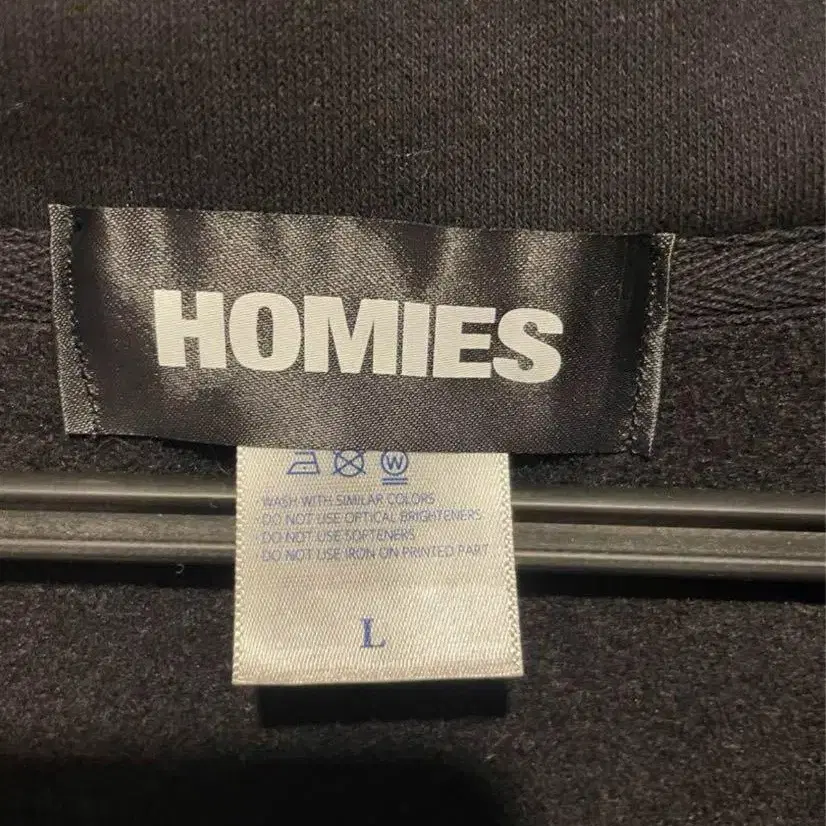 HOMIES
W
WASH WITH SIMILAR COLORS
DO NOT USE OPTICAL BRIGHTENERS
DO NOT USE SOFTENERS
DO NOT USE IRON ON PRINTED PART
L